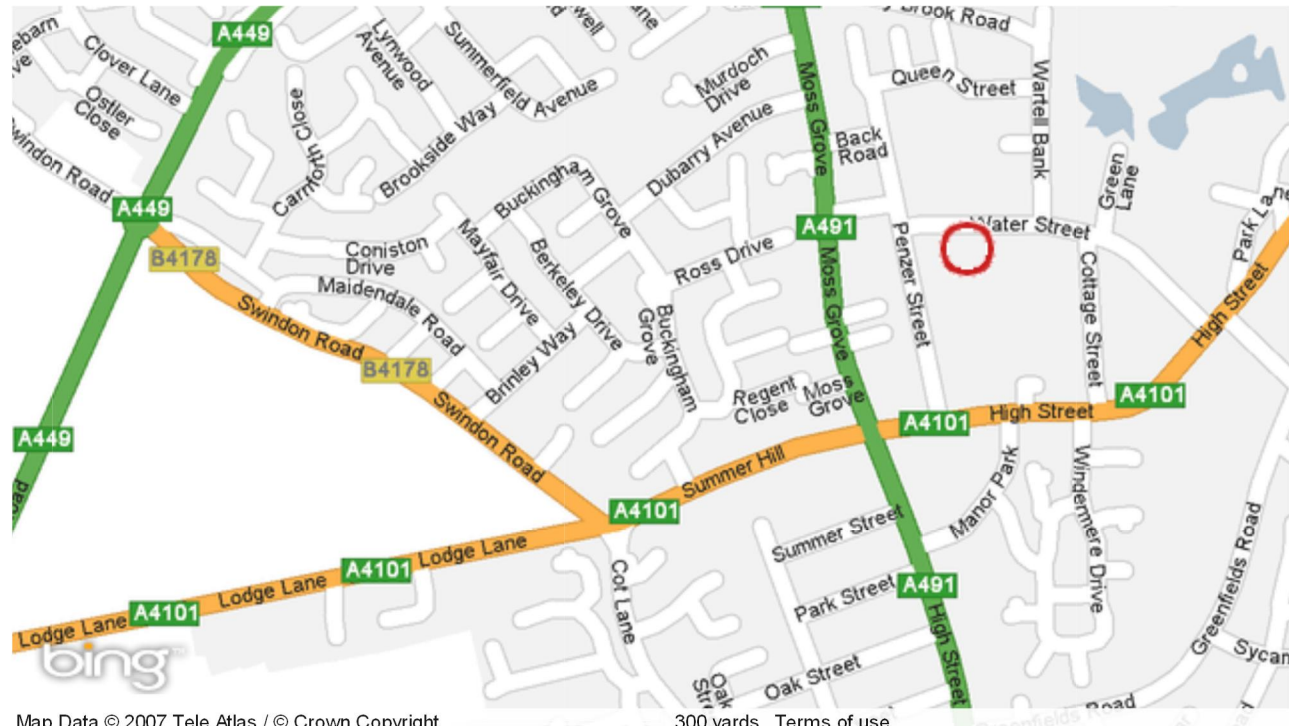 A449
Clover Lane
Ostler
Close
Lynwood
Avenue
Summerfield Avenue
Murdoch
Drive
Brook Road
Queen Street
Wartell Bank
Moss Grove
Back
Road
Green
Lane
Park Lane
Swindon Road
A449
B4178
Carnforth Close
Brookside Way
Dubarry Avenue
Buckingham Grove
Coniston
Drive
Mayfair Drive
Berkeley Drive
Ross Drive
A491
Penzer Street
Water Street
Cottage Street
High Street
Maidendale Road
Swindon Road
B4178
Brinley Way
Buckingham
Grove
Moss Grove
Regent
Close
Moss
Grove
A4101
High Street
A4101
A449
Swindon Road
Summer Hill
A4101
Manor Park
Windermere Drive
Summer Street
Lodge Lane
A4101
Lodge Lane
A4101
Lodge Lane
Cot Lane
Park Street
A491
High Street
Greenfields Road
Oak Street
Oak
Greenfields Road
bing
Map Data © 2007 Tele Atlas / © Crown Copyright
300 yards
Terms of use